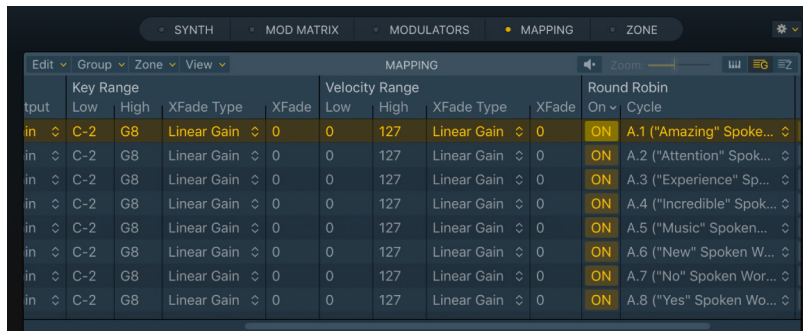 SYNTH MOD MATRIX MODULATORS MAPPING ZONE
Edit Group Zone View MAPPING Zoom
Key Range Velocity Range Round Robin
tput Low High XFade Type XFade Low High XFade Type XFade On Cycle
in C-2 G8 Linear Gain 0 0 127 Linear Gain 0 ON A.1 ("Amazing" Spoke...
in C-2 G8 Linear Gain 0 0 127 Linear Gain 0 ON A.2 ("Attention" Spok...
in C-2 G8 Linear Gain 0 0 127 Linear Gain 0 ON A.3 ("Experience" Sp...
in C-2 G8 Linear Gain 0 0 127 Linear Gain 0 ON A.4 ("Incredible" Spok...
in C-2 G8 Linear Gain 0 0 127 Linear Gain 0 ON A.5 ("Music" Spoken...
in C-2 G8 Linear Gain 0 0 127 Linear Gain 0 ON A.6 ("New" Spoken W...
in C-2 G8 Linear Gain 0 0 127 Linear Gain 0 ON A.7 ("No" Spoken Wor...
in C-2 G8 Linear Gain 0 0 127 Linear Gain 0 ON A.8 ("Yes" Spoken Wo...